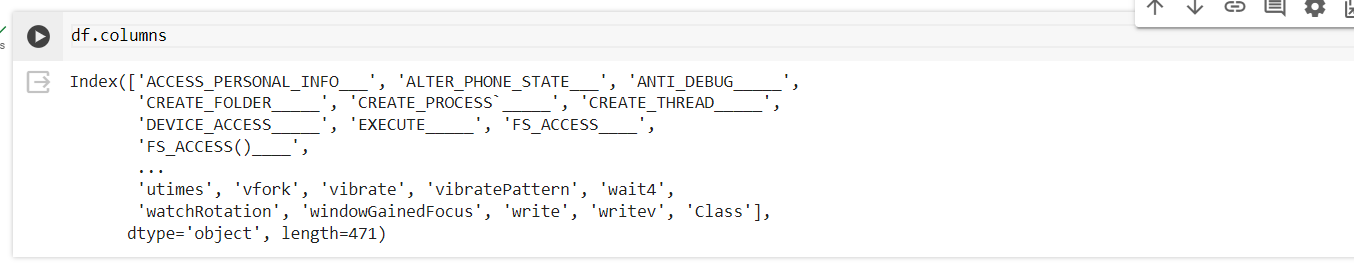 df.columns
s
Index(['ACCESS_PERSONAL_INFO___', 'ALTER_PHONE_STATE___', 'ANTI_DEBUG_____',
'CREATE_FOLDER_____', 'CREATE_PROCESS`_____', 'CREATE_THREAD_____',
'DEVICE_ACCESS_____', 'EXECUTE_____', 'FS_ACCESS____',
'FS_ACCESS()____',
...
'utimes', 'vfork', 'vibrate', 'vibratePattern', 'wait4',
'watchRotation', 'windowGainedFocus', 'write', 'writev', 'Class'],
dtype='object', length=471)